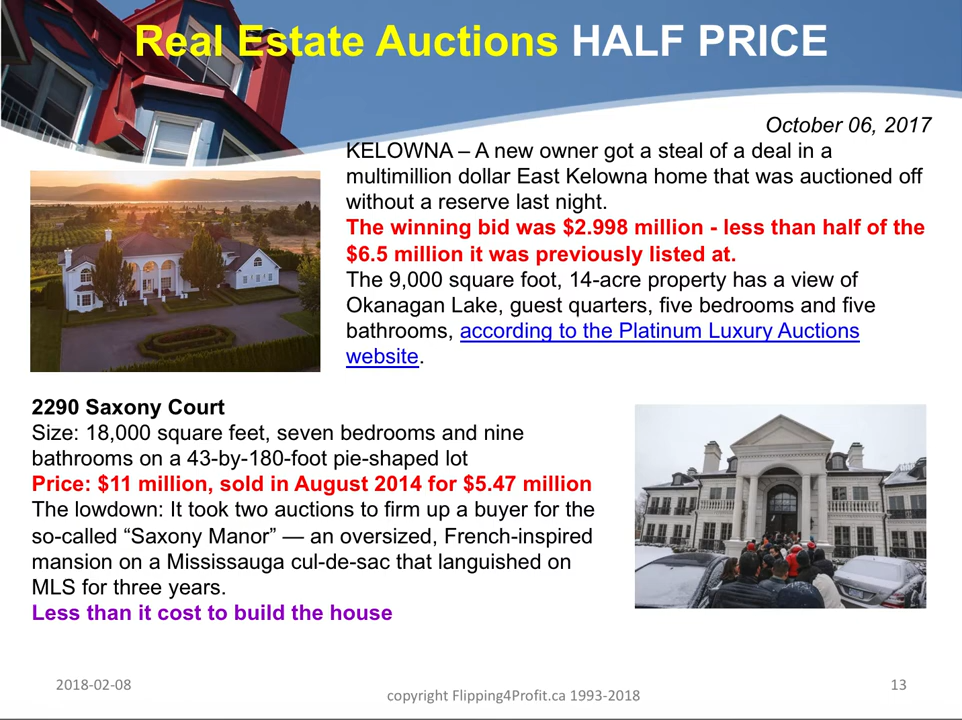 Real Estate Auctions HALF PRICE
October 06, 2017
KELOWNA – A new owner got a steal of a deal in a
multimillion dollar East Kelowna home that was auctioned off
without a reserve last night.
The winning bid was $2.998 million - less than half of the
$6.5 million it was previously listed at.
The 9,000 square foot, 14-acre property has a view of
Okanagan Lake, guest quarters, five bedrooms and five
bathrooms, according to the Platinum Luxury Auctions
website.
2290 Saxony Court
Size: 18,000 square feet, seven bedrooms and nine
bathrooms on a 43-by-180-foot pie-shaped lot
Price: $11 million, sold in August 2014 for $5.47 million
The lowdown: It took two auctions to firm up a buyer for the
so-called “Saxony Manor” — an oversized, French-inspired
mansion on a Mississauga cul-de-sac that languished on
MLS for three years.
Less than it cost to build the house
2018-02-08
copyright Flipping4Profit.ca 1993-2018
13